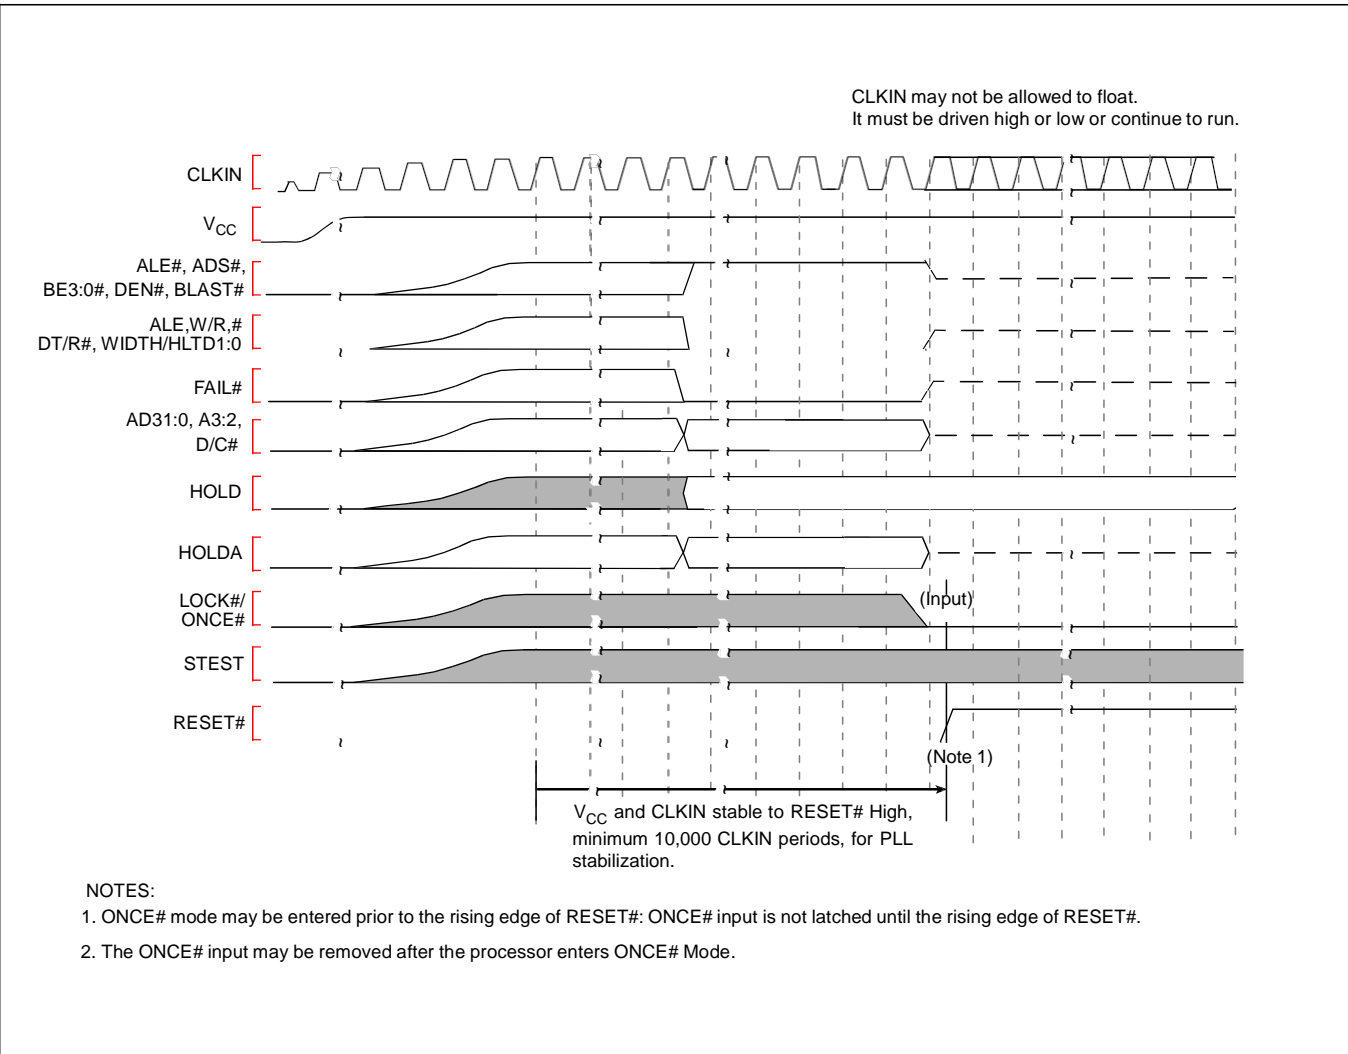 CLKIN may not be allowed to float.
It must be driven high or low or continue to run.
CLKIN
VCC
ALE#, ADS#,
BE3:0#, DEN#, BLAST#
ALE,W/R,#
DT/R#, WIDTH/HLTD1:0
FAIL#
AD31:0, A3:2,
D/C#
HOLD
HOLDA
LOCK#/
ONCE#
(Input)
STEST
RESET#
(Note 1)
VCC and CLKIN stable to RESET# High,
minimum 10,000 CLKIN periods, for PLL
stabilization.
NOTES:
1. ONCE# mode may be entered prior to the rising edge of RESET#: ONCE# input is not latched until the rising edge of RESET#.
2. The ONCE# input may be removed after the processor enters ONCE# Mode.